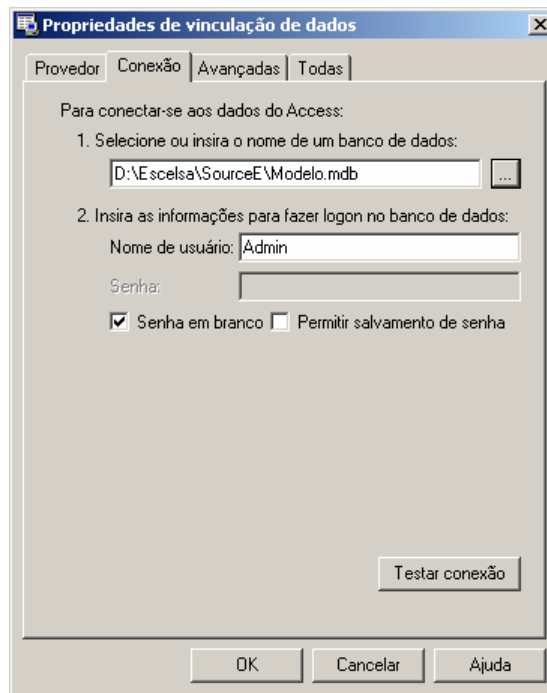 Propriedades de vinculação de dados
Provedor Conexão Avançadas Todas
Para conectar-se aos dados do Access:
1. Selecione ou insira o nome de um banco de dados:
D:\Escelsa\SourceE\Modelo.mdb ...
2. Insira as informações para fazer logon no banco de dados:
Nome de usuário: Admin
Senha:
Senha em branco Permitir salvamento de senha
Testar conexão
OK Cancelar Ajuda